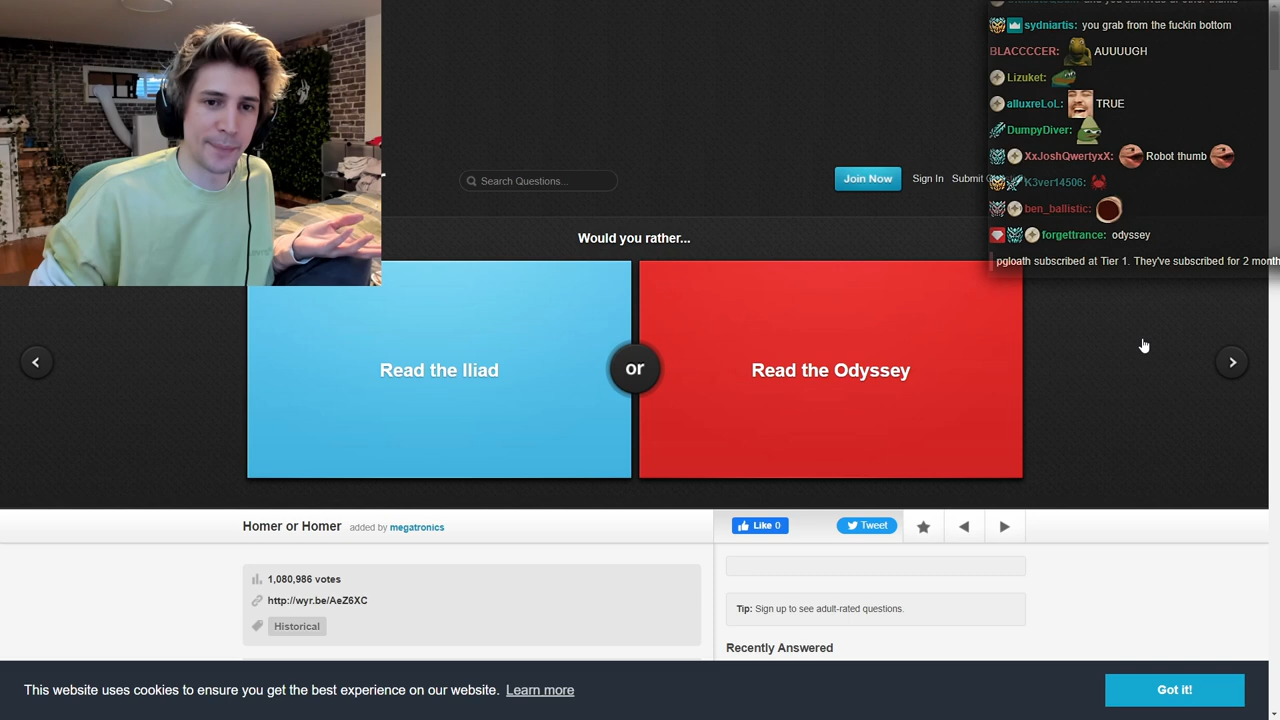 sydniartis: you grab from the fuckin bottom
BLACCCCER: AUUUUGH
Lizuket:
alluxreLoL: TRUE
DumpyDiver:
XxJoshQwertyxX: Robot thumb
K3ver14506:
ben_ballistic:
forgettrance: odyssey
pgloath subscribed at Tier 1. They've subscribed for 2 month
Search Questions...
Join Now
Sign In
Submit
Would you rather...
Read the Iliad
or
Read the Odyssey
Homer or Homer added by megatronics
Like 0
Tweet
1,080,986 votes
http://wyr.be/AeZ6XC
Historical
Tip: Sign up to see adult-rated questions.
Recently Answered
This website uses cookies to ensure you get the best experience on our website. Learn more
Got it!